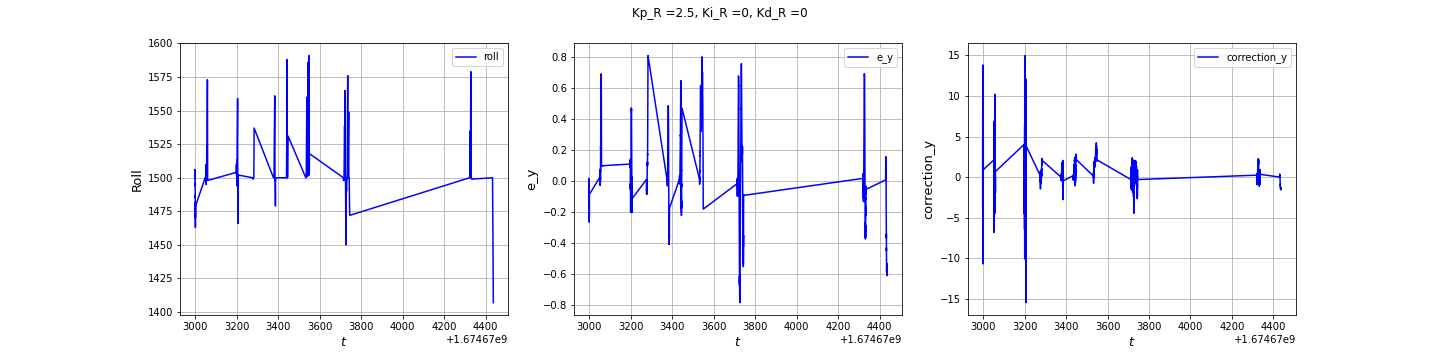 Kp_R =2.5, Ki_R =0, Kd_R =0
1600
1575
1550
1525
1500
1475
1450
1425
1400
Roll
roll
3000 3200 3400 3600 3800 4000 4200 4400
t
+1.67467e9
0.8
0.6
0.4
0.2
0.0
−0.2
−0.4
−0.6
−0.8
e_y
e_y
3000 3200 3400 3600 3800 4000 4200 4400
t
+1.67467e9
15
10
5
0
−5
−10
−15
correction_y
correction_y
3000 3200 3400 3600 3800 4000 4200 4400
t
+1.67467e9